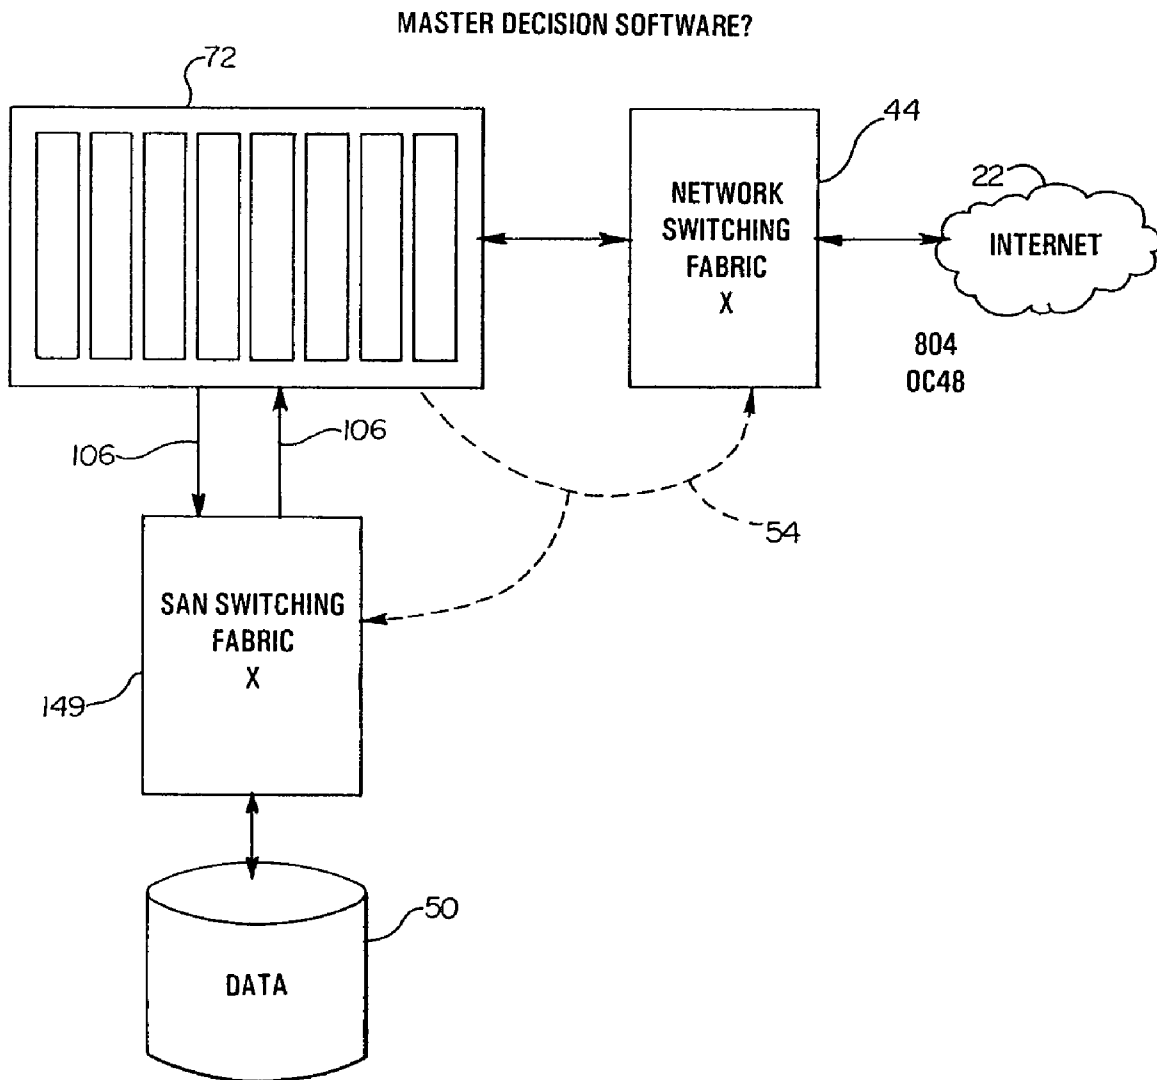 MASTER DECISION SOFTWARE?
72
44
22
NETWORK
SWITCHING
FABRIC
X
INTERNET
804
OC48
106
106
54
SAN SWITCHING
FABRIC
X
149
50
DATA